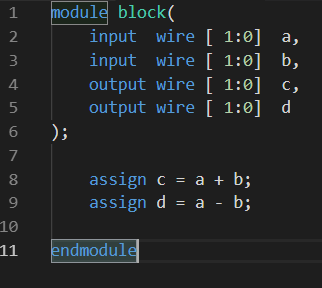 1 module block(
2     input  wire [ 1:0]  a,
3     input  wire [ 1:0]  b,
4     output wire [ 1:0]  c,
5     output wire [ 1:0]  d
6 );
7
8     assign c = a + b;
9     assign d = a - b;
10
11 endmodule